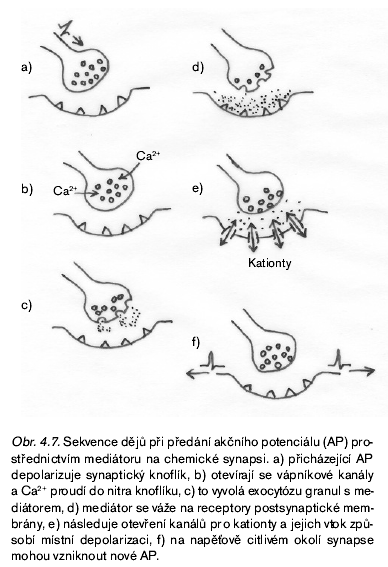 a)
d)
Ca²⁺
b)
Ca²⁺
e)
Kationty
c)
f)
Obr. 4.7. Sekvence dějů při předání akčního potenciálu (AP) pro-
střednictvím mediátoru na chemické synapsi. a) přicházející AP
depolarizuje synaptický knoflík, b) otevírají se vápníkové kanály
a Ca²⁺ proudí do nitra knoflíku, c) to vyvolá exocytózu granul s me-
diátorem, d) mediátor se váže na receptory postsynaptické mem-
brány, e) následuje otevření kanálů pro kationty a jejich vtok způ-
sobí místní depolarizaci, f) na napěťově citlivém okolí synapse
mohou vzniknout nové AP.